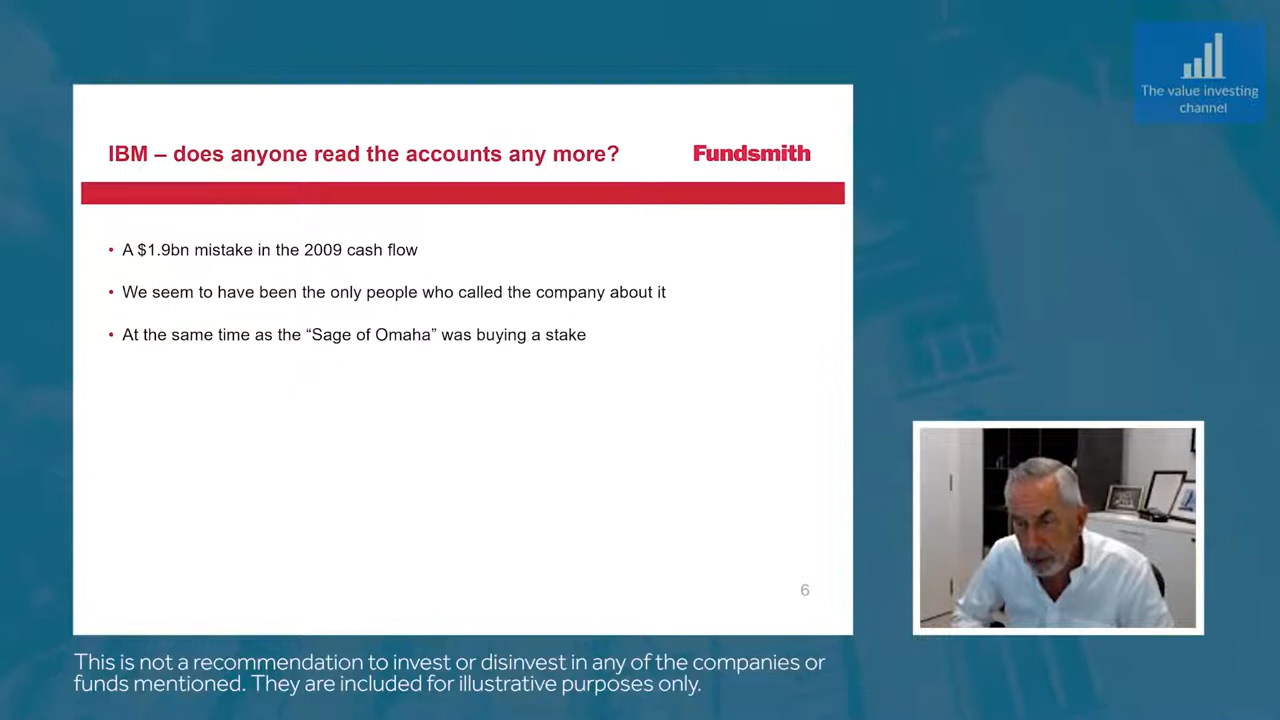 The value investing
channel
IBM – does anyone read the accounts any more?
Fundsmith
• A $1.9bn mistake in the 2009 cash flow
• We seem to have been the only people who called the company about it
• At the same time as the “Sage of Omaha” was buying a stake
6
This is not a recommendation to invest or disinvest in any of the companies or
funds mentioned. They are included for illustrative purposes only.